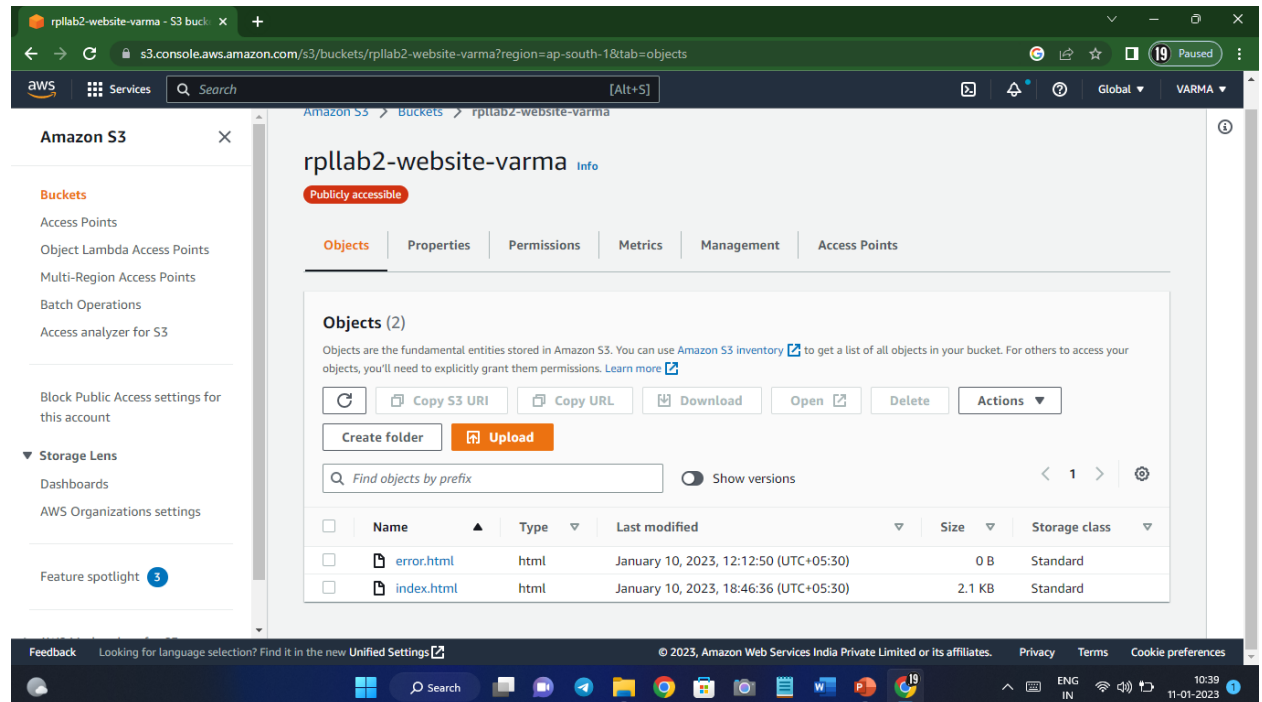 rpllab2-website-varma - S3 buck
s3.console.aws.amazon.com/s3/buckets/rpllab2-website-varma?region=ap-south-1&tab=objects
19 Paused
aws Services Search [Alt+S] Global VARMA
Amazon S3
Buckets
Access Points
Object Lambda Access Points
Multi-Region Access Points
Batch Operations
Access analyzer for S3
Block Public Access settings for
this account
Storage Lens
Dashboards
AWS Organizations settings
Feature spotlight 3
Amazon S3 > Buckets > rpllab2-website-varma
rpllab2-website-varma Info
Publicly accessible
Objects Properties Permissions Metrics Management Access Points
Objects (2)
Objects are the fundamental entities stored in Amazon S3. You can use Amazon S3 inventory to get a list of all objects in your bucket. For others to access your
objects, you'll need to explicitly grant them permissions. Learn more
Copy S3 URI Copy URL Download Open Delete Actions
Create folder Upload
Find objects by prefix Show versions 1
Name Type Last modified Size Storage class
error.html html January 10, 2023, 12:12:50 (UTC+05:30) 0 B Standard
index.html html January 10, 2023, 18:46:36 (UTC+05:30) 2.1 KB Standard
Feedback Looking for language selection? Find it in the new Unified Settings © 2023, Amazon Web Services India Private Limited or its affiliates. Privacy Terms Cookie preferences
Search 19 ENG 10:39
IN 11-01-2023 1